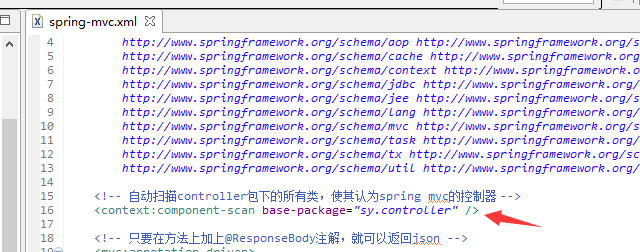 spring-mvc.xml
4 http://www.springframework.org/schema/aop http://www.springframework.org/s
5 http://www.springframework.org/schema/cache http://www.springframework.org
6 http://www.springframework.org/schema/context http://www.springframework.o
7 http://www.springframework.org/schema/jdbc http://www.springframework.org/
8 http://www.springframework.org/schema/jee http://www.springframework.org/s
9 http://www.springframework.org/schema/lang http://www.springframework.org/
10 http://www.springframework.org/schema/mvc http://www.springframework.org/s
11 http://www.springframework.org/schema/task http://www.springframework.org/
12 http://www.springframework.org/schema/tx http://www.springframework.org/sc
13 http://www.springframework.org/schema/util http://www.springframework.org/
14
15 <!-- 自动扫描controller包下的所有类，使其认为spring mvc的控制器 -->
16 <context:component-scan base-package="sy.controller" />
17
18 <!-- 只要在方法上加上@ResponseBody注解，就可以返回json -->
19 <mvc:annotation-driven>